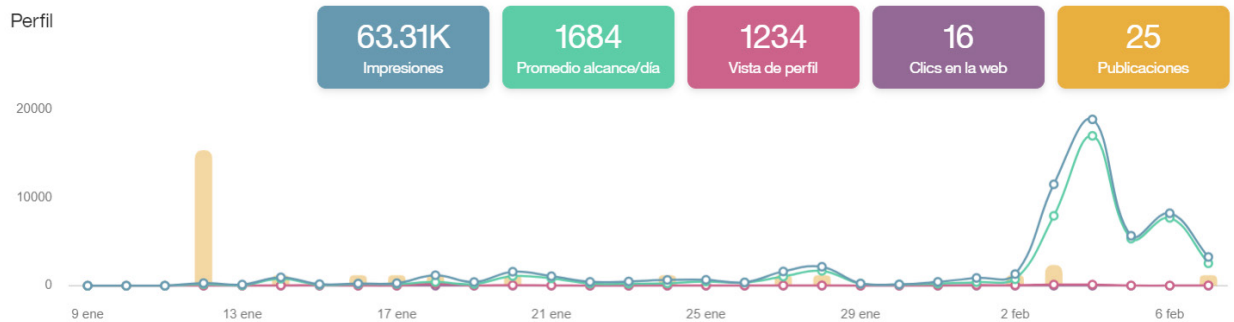 Perfil
63.31K
Impresiones
1684
Promedio alcance/día
1234
Vista de perfil
16
Clics en la web
25
Publicaciones
20000
10000
0
9 ene
13 ene
17 ene
21 ene
25 ene
29 ene
2 feb
6 feb